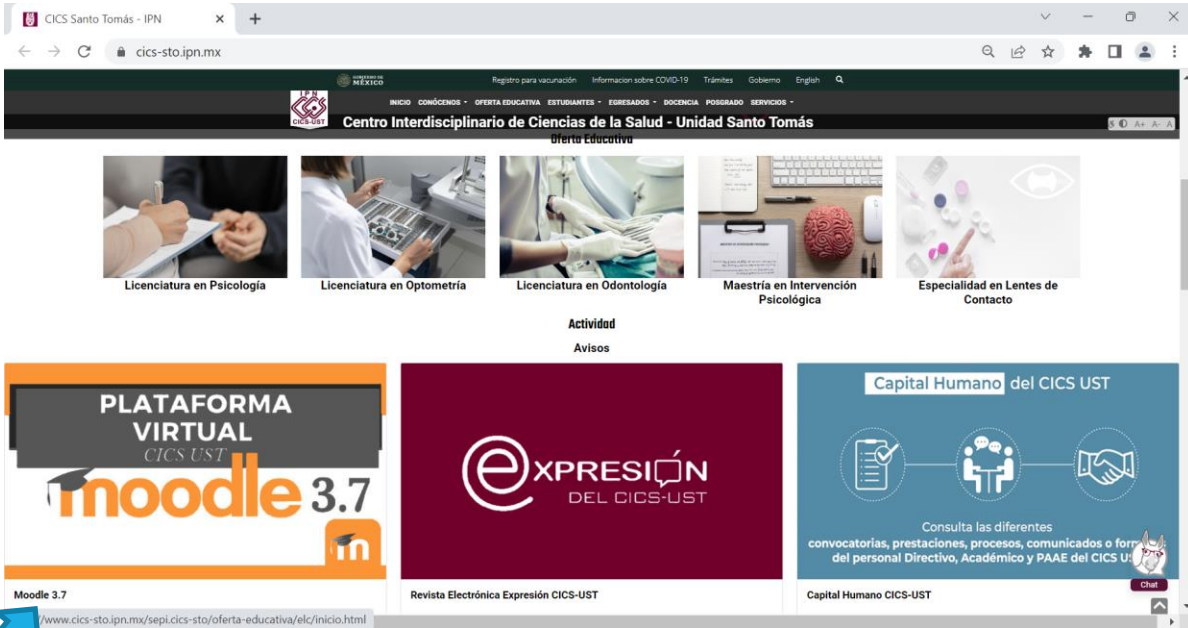 CICS Santo Tomás - IPN
cics-sto.ipn.mx
GOBIERNO DE
MÉXICO
Registro para vacunación Informacion sobre COVID-19 Trámites Gobierno English
IPN
CICS-UST
INICIO CONÓCENOS OFERTA EDUCATIVA ESTUDIANTES EGRESADOS DOCENCIA POSGRADO SERVICIOS
Centro Interdisciplinario de Ciencias de la Salud - Unidad Santo Tomás
A+ A- A
Oferta Educativa
Licenciatura en Psicología
Licenciatura en Optometría
Licenciatura en Odontología
Maestría en Intervención
Psicológica
Especialidad en Lentes de
Contacto
Actividad
Avisos
PLATAFORMA
VIRTUAL
CICS UST
moodle 3.7
m
eXPRESIÓN
DEL CICS-UST
Capital Humano del CICS UST
Consulta las diferentes
convocatorias, prestaciones, procesos, comunicados o
del personal Directivo, Académico y PAAE del CICS
Chat
Moodle 3.7
Revista Electrónica Expresión CICS-UST
Capital Humano CICS-UST
/www.cics-sto.ipn.mx/sepi.cics-sto/oferta-educativa/elc/inicio.html